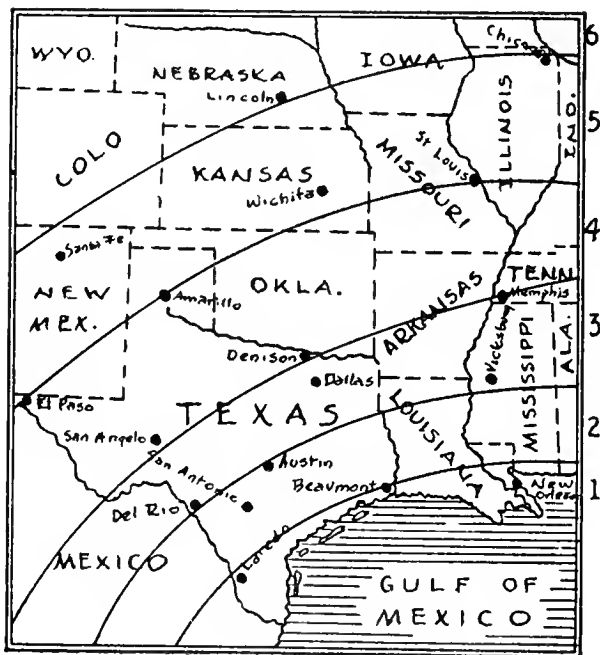 6
Chicago
WYO.
IOWA
NEBRASKA
Lincoln
ILLINOIS
IND.
5
COLO
MISSOURI
St Louis
KANSAS
Wichita
4
Santa Fe
NEW
MEX.
Amarillo
OKLA.
ARKANSAS
TENN
Memphis
3
Denison
Dallas
Vicksburg
MISSISSIPPI
ALA.
El Paso
TEXAS
LOUISIANA
2
San Angelo
San Antonio
Austin
Beaumont
New
Orleans
1
Del Rio
Laredo
MEXICO
GULF OF
MEXICO